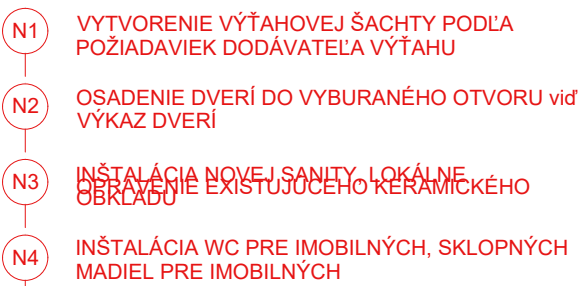 N1
VYTVORENIE VÝŤAHOVEJ ŠACHTY PODĽA
POŽIADAVIEK DODÁVATEĽA VÝŤAHU
N2
OSADENIE DVERÍ DO VYBURANÉHO OTVORU viď
VÝKAZ DVERÍ
N3
INŠTALÁCIA NOVEJ SANITY, LOKÁLNE
OPRAVENIE EXISTUJÚCEHO KERAMICKÉHO
OBKLADU
N4
INŠTALÁCIA WC PRE IMOBILNÝCH, SKLOPNÝCH
MADIEL PRE IMOBILNÝCH